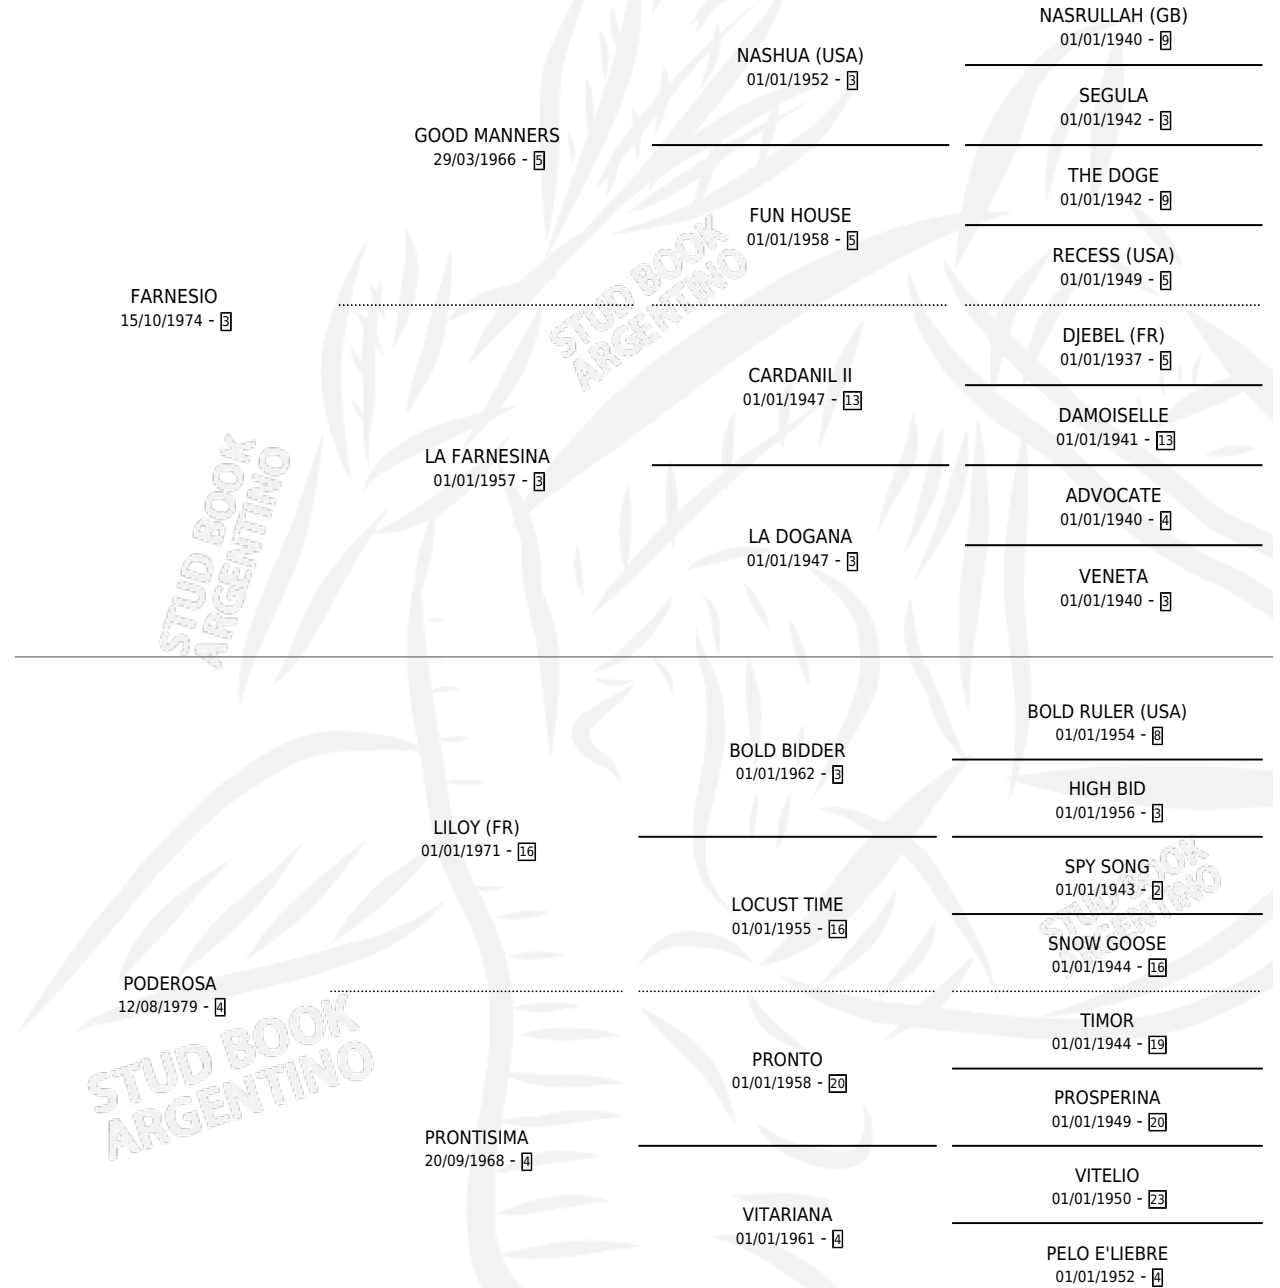 NASRULLAH (GB)
01/01/1940 - 9
NASHUA (USA)
01/01/1952 - 3
SEGULA
01/01/1942 - 3
GOOD MANNERS
29/03/1966 - 5
THE DOGE
01/01/1942 - 9
FUN HOUSE
01/01/1958 - 5
RECESS (USA)
01/01/1949 - 5
FARNESIO
15/10/1974 - 3
DJEBEL (FR)
01/01/1937 - 5
CARDANIL II
01/01/1947 - 13
DAMOISELLE
01/01/1941 - 13
LA FARNESINA
01/01/1957 - 3
ADVOCATE
01/01/1940 - 4
LA DOGANA
01/01/1947 - 3
VENETA
01/01/1940 - 3
BOLD RULER (USA)
01/01/1954 - 8
BOLD BIDDER
01/01/1962 - 3
HIGH BID
01/01/1956 - 3
LILOY (FR)
01/01/1971 - 16
SPY SONG
01/01/1943 - 2
LOCUST TIME
01/01/1955 - 16
SNOW GOOSE
01/01/1944 - 16
PODEROSA
12/08/1979 - 4
TIMOR
01/01/1944 - 19
PRONTO
01/01/1958 - 20
PROSPERINA
01/01/1949 - 20
PRONTISIMA
20/09/1968 - 4
VITELIO
01/01/1950 - 23
VITARIANA
01/01/1961 - 4
PELO E'LIEBRE
01/01/1952 - 4
STUD BOOK
ARGENTINO
STUD BOOK
ARGENTINO
STUD BOOK
ARGENTINO
STUD BOOK
ARGENTINO